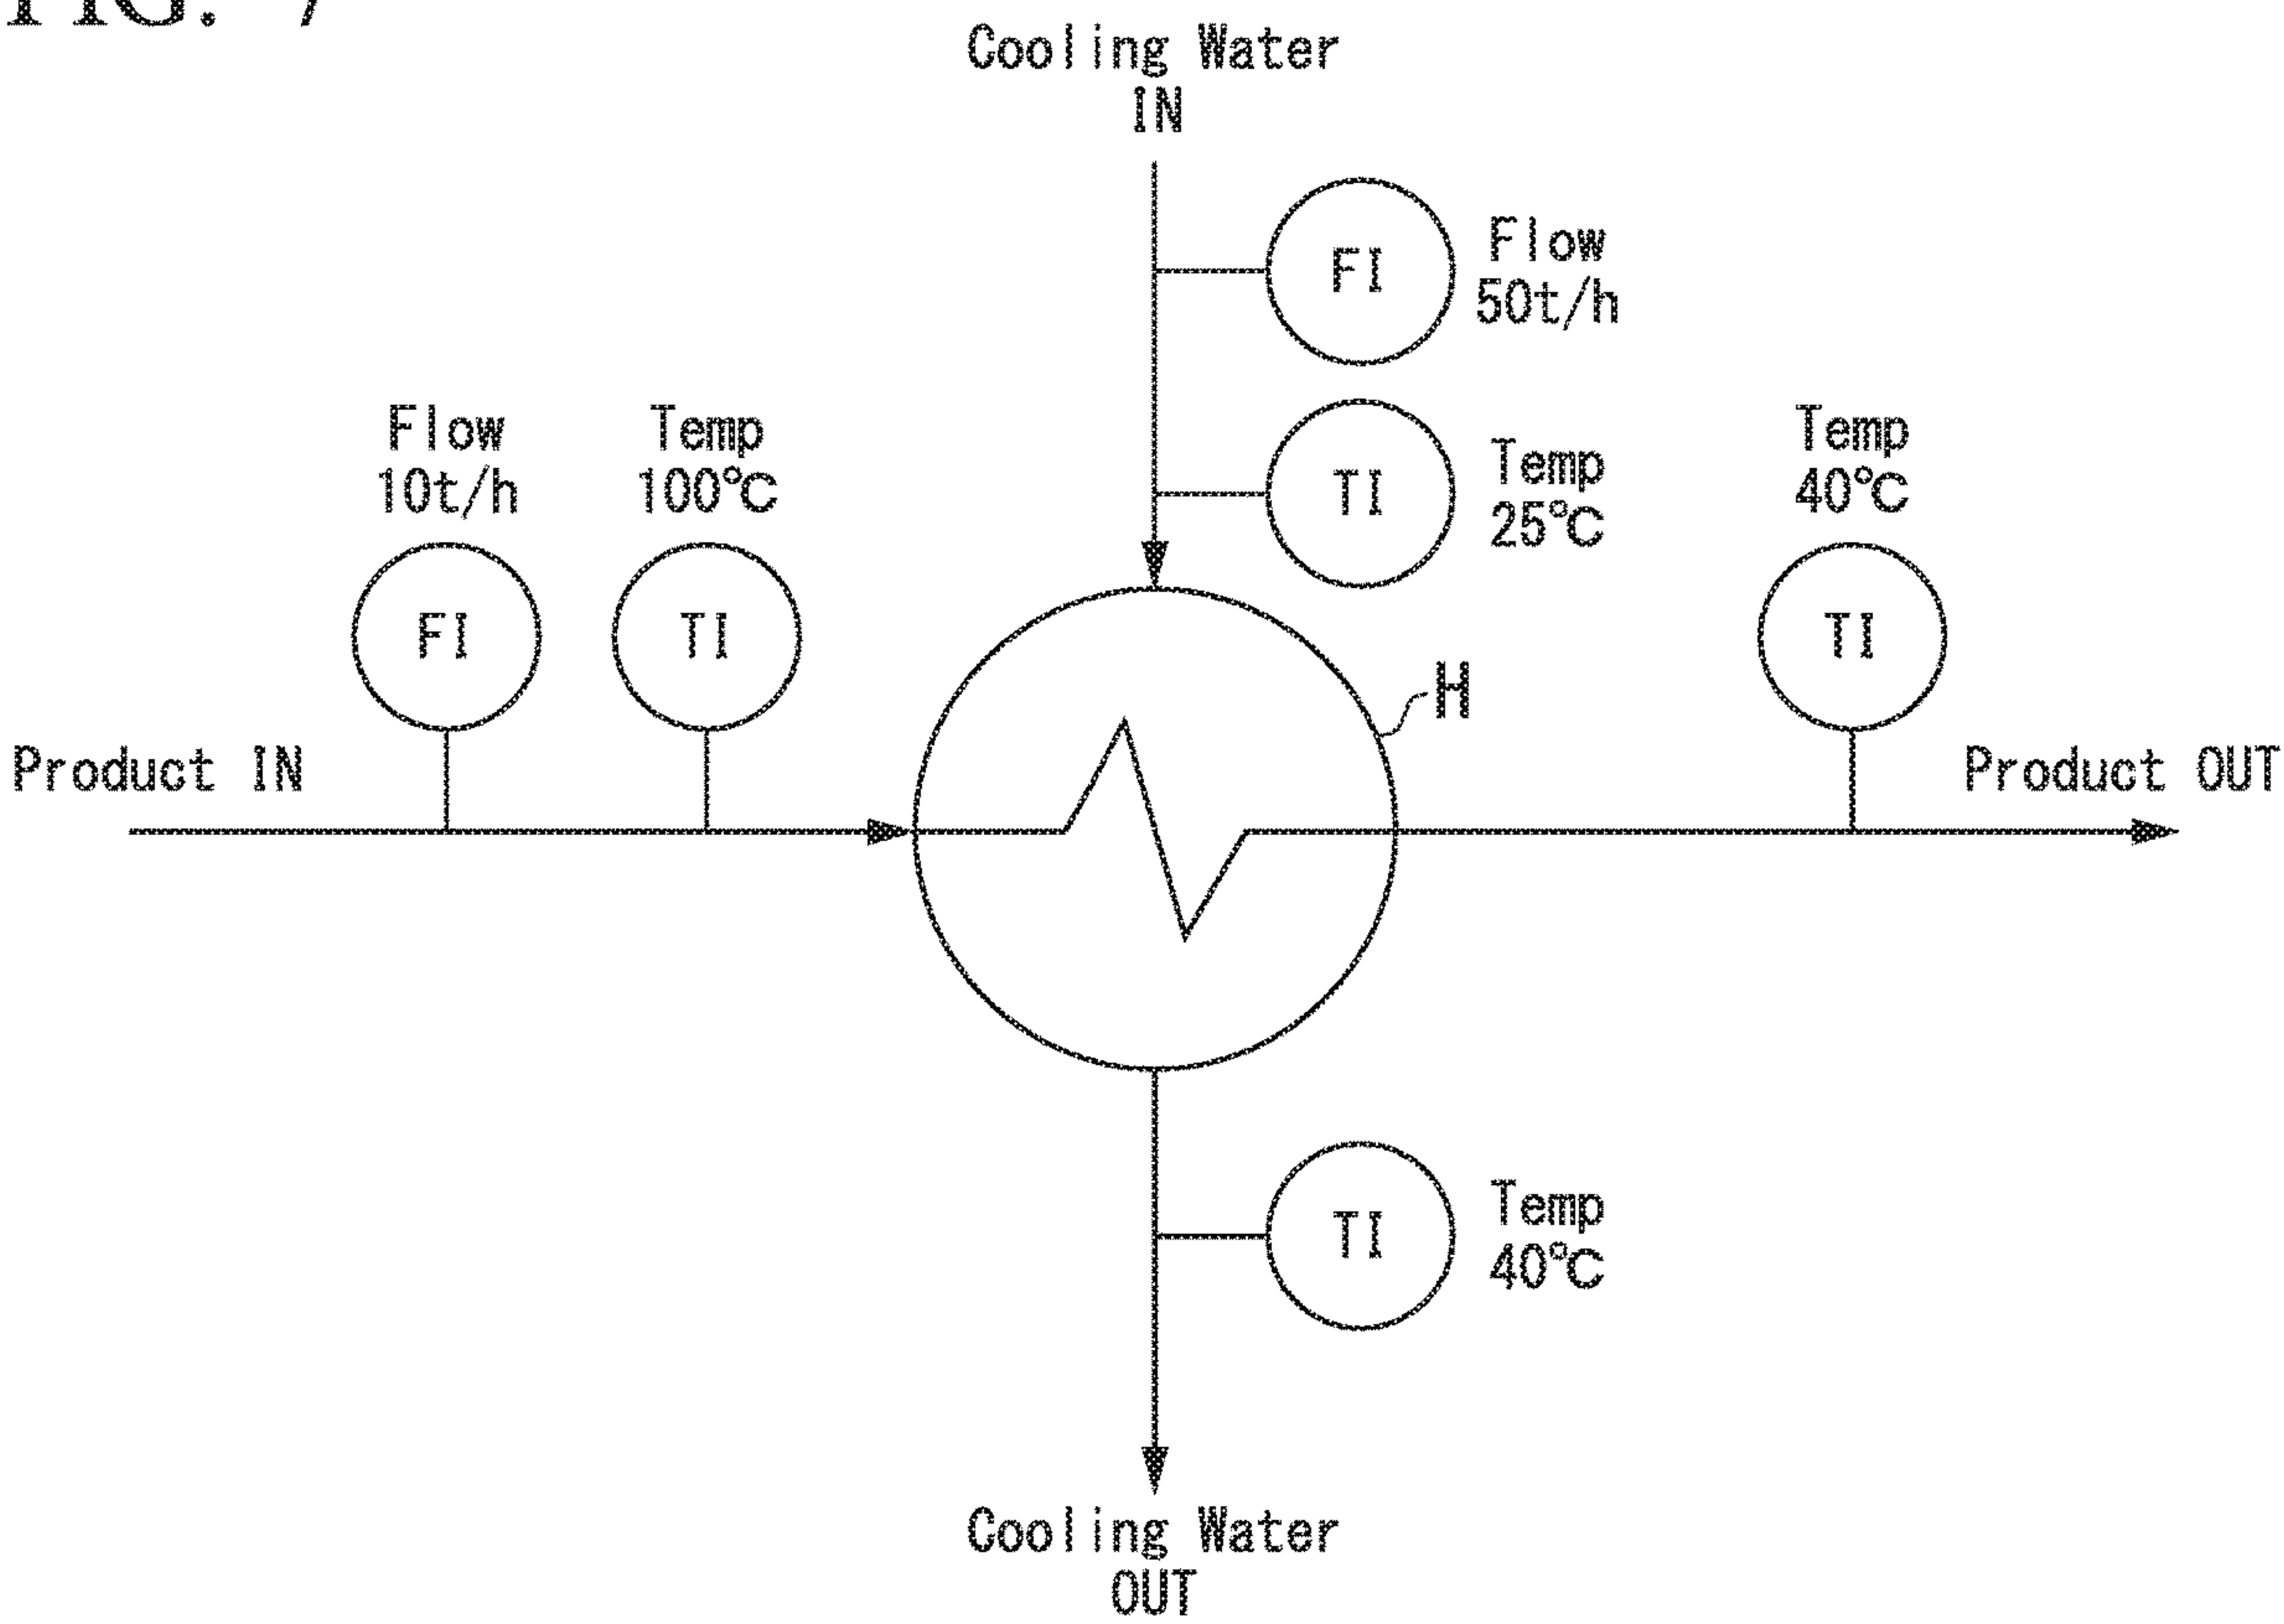 FIG. 7
Cooling Water
IN
FI
Flow
50t/h
TI
Temp
25℃
Flow
10t/h
Temp
100℃
Temp
40℃
FI
TI
TI
H
Product IN
Product OUT
TI
Temp
40℃
Cooling Water
OUT